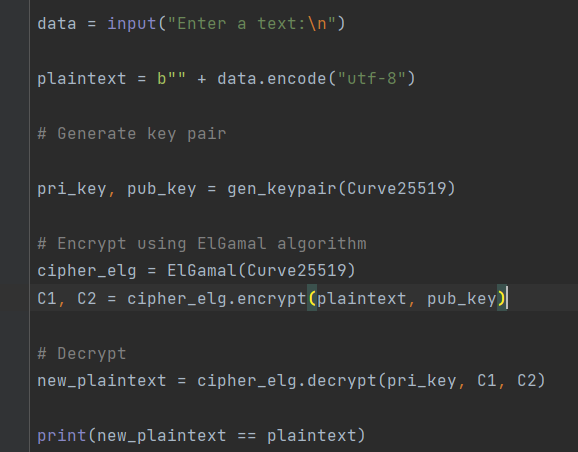 data = input("Enter a text:\n")
plaintext = b"" + data.encode("utf-8")
# Generate key pair
pri_key, pub_key = gen_keypair(Curve25519)
# Encrypt using ElGamal algorithm
cipher_elg = ElGamal(Curve25519)
C1, C2 = cipher_elg.encrypt(plaintext, pub_key)
# Decrypt
new_plaintext = cipher_elg.decrypt(pri_key, C1, C2)
print(new_plaintext == plaintext)